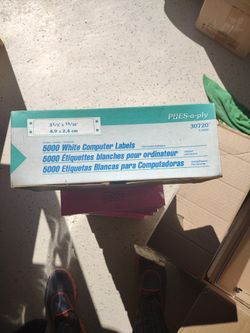 PRES-a-ply
30720
3½" x 15/16"
8.9 x 2.4 cm
5000 White Computer Labels
5000 Étiquettes blanches pour ordinateur
5000 Etiquetas Blancas para Computadoras